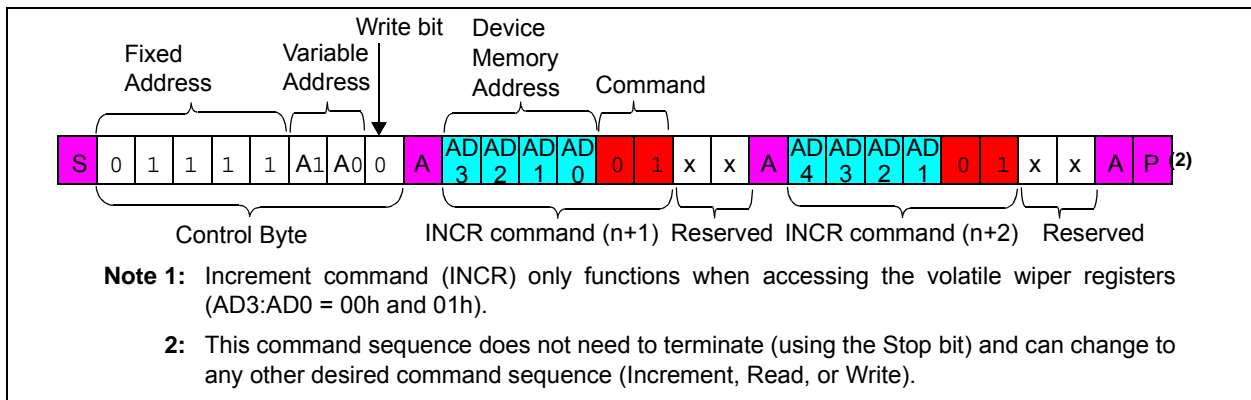 Write bit
Device
Memory
Address
Fixed
Address
Variable
Address
Command
S 0 1 1 1 1 A1 A0 0 A AD3 AD2 AD1 AD0 0 1 x x A AD4 AD3 AD2 AD1 0 1 x x A P (2)
Control Byte INCR command (n+1) Reserved INCR command (n+2) Reserved
Note 1: Increment command (INCR) only functions when accessing the volatile wiper registers
(AD3:AD0 = 00h and 01h).
2: This command sequence does not need to terminate (using the Stop bit) and can change to
any other desired command sequence (Increment, Read, or Write).